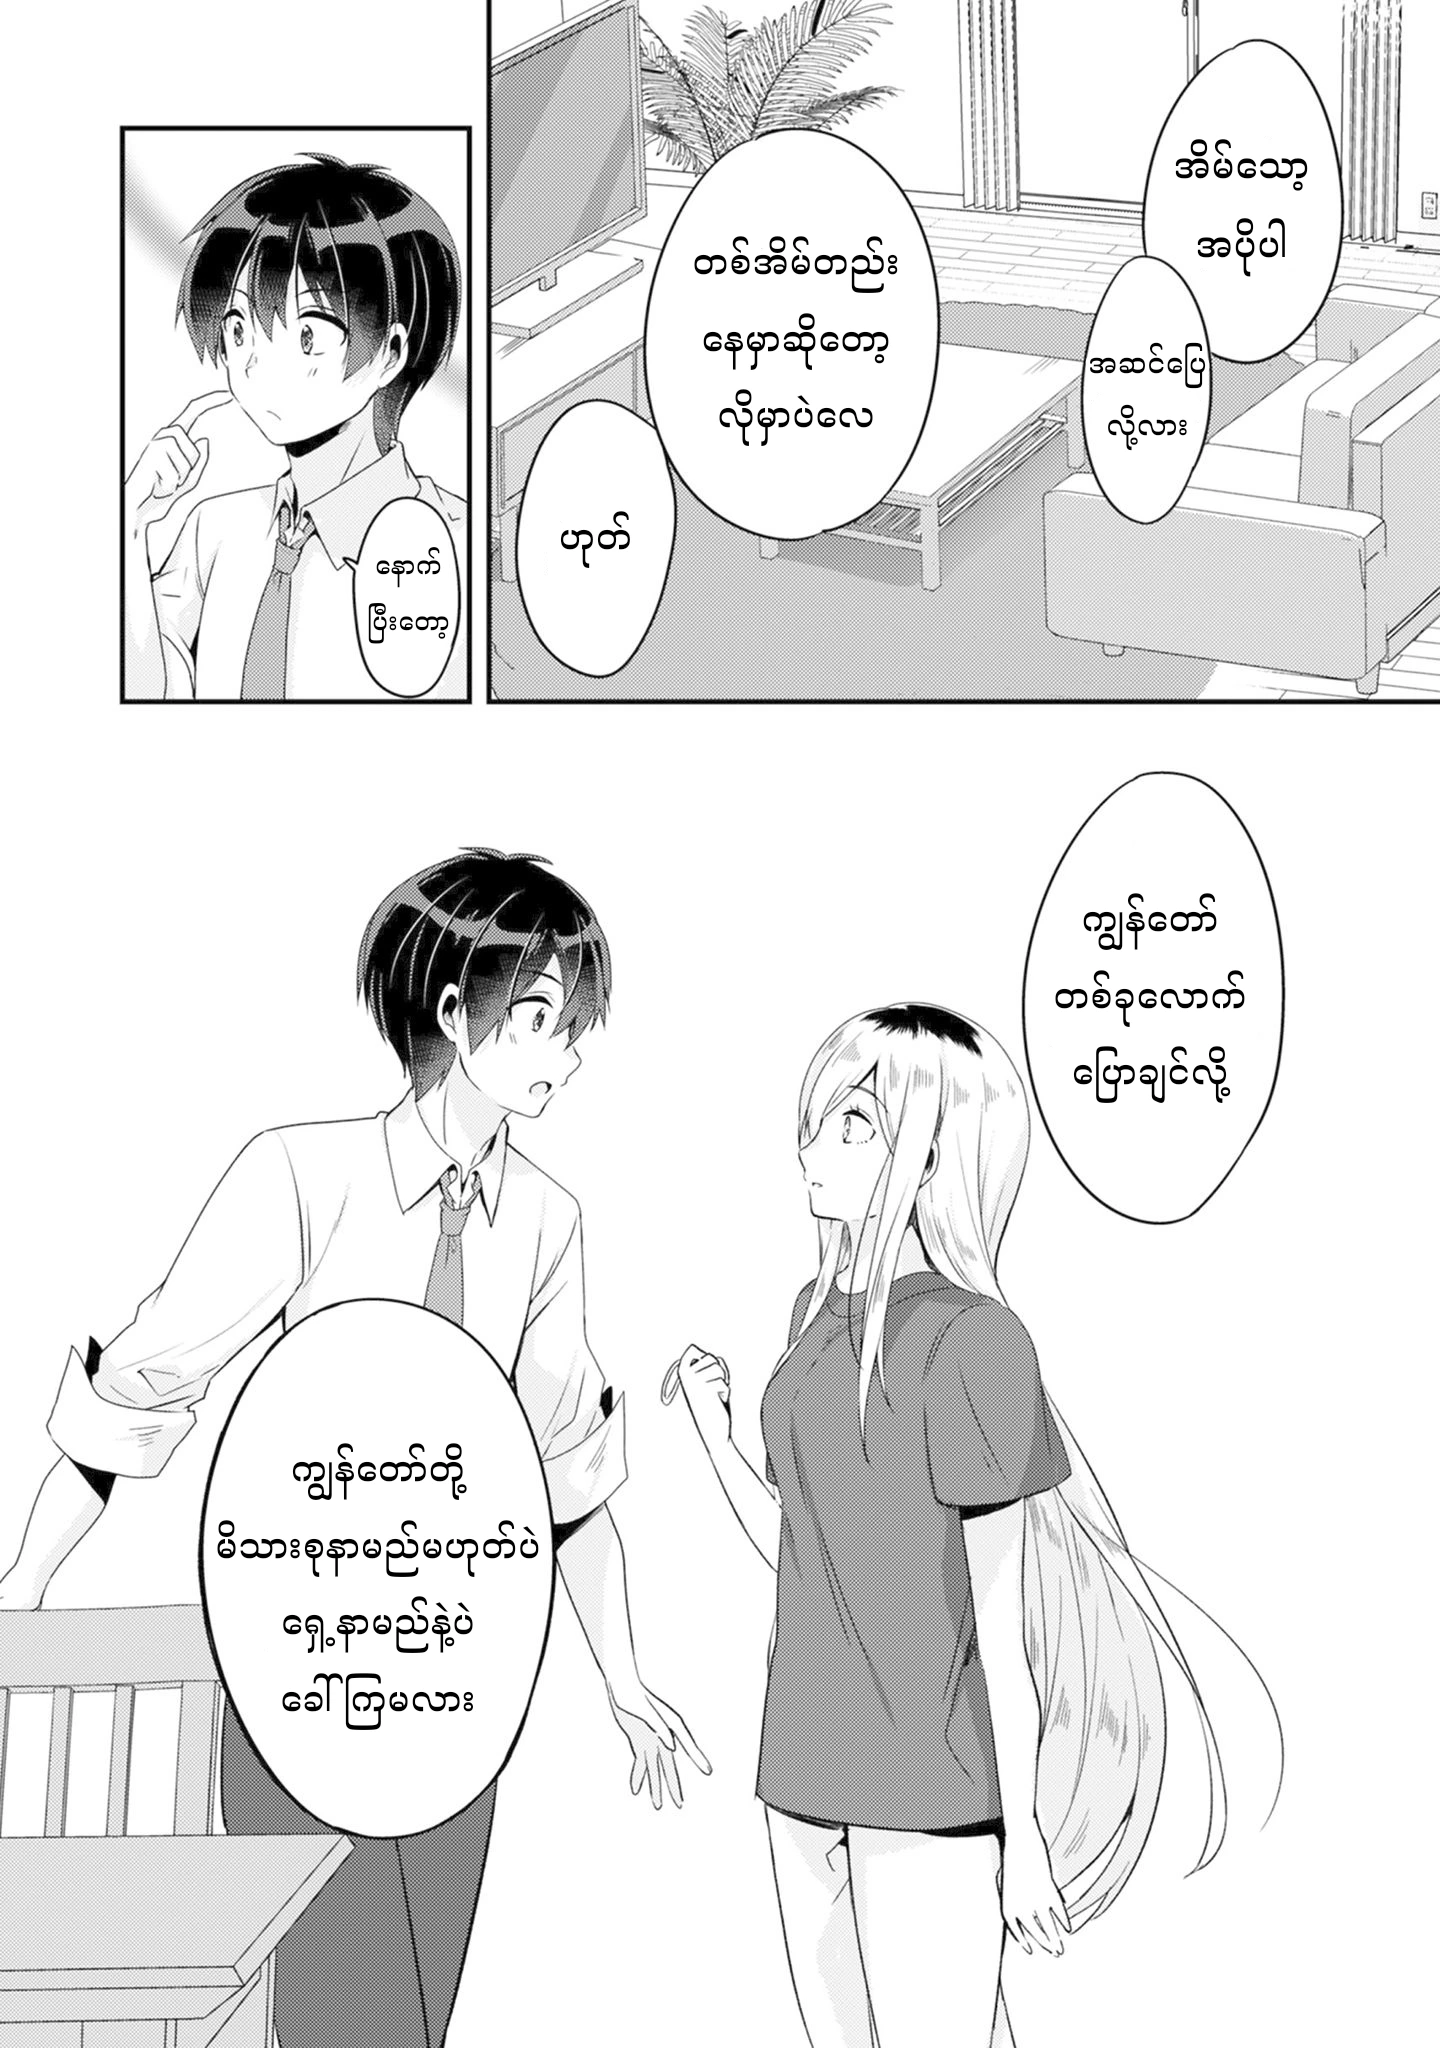 အိမ်သော့
အပိုပါ
အဆင်ပြေ
လို့လား
တစ်အိမ်တည်း
နေမှာဆိုတော့
လိုမှာပဲလေ
ဟုတ်
နောက်
ပြီးတော့
ကျွန်တော်
တစ်ခုလောက်
ပြောချင်လို့
ကျွန်တော်တို့
မိသားစုနာမည်မဟုတ်ပဲ
ရှေ့နာမည်နဲ့ပဲ
ခေါ်ကြမလား